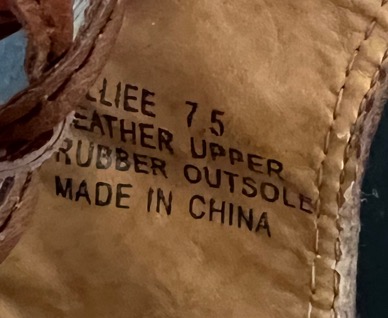 LLIEE 7.5
EATHER UPPER
RUBBER OUTSOLE
MADE IN CHINA